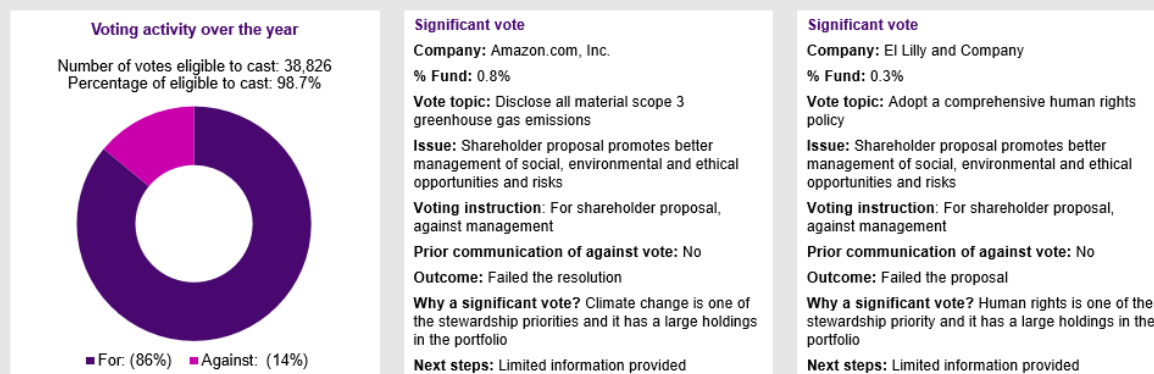 Voting activity over the year
Number of votes eligible to cast: 38,826
Percentage of eligible to cast: 98.7%
For: (86%) Against: (14%)
Significant vote
Company: Amazon.com, Inc.
% Fund: 0.8%
Vote topic: Disclose all material scope 3
greenhouse gas emissions
Issue: Shareholder proposal promotes better
management of social, environmental and ethical
opportunities and risks
Voting instruction: For shareholder proposal,
against management
Prior communication of against vote: No
Outcome: Failed the resolution
Why a significant vote? Climate change is one of
the stewardship priorities and it has a large holdings
in the portfolio
Next steps: Limited information provided
Significant vote
Company: El Lilly and Company
% Fund: 0.3%
Vote topic: Adopt a comprehensive human rights
policy
Issue: Shareholder proposal promotes better
management of social, environmental and ethical
opportunities and risks
Voting instruction: For shareholder proposal,
against management
Prior communication of against vote: No
Outcome: Failed the proposal
Why a significant vote? Human rights is one of the
stewardship priority and it has a large holdings in the
portfolio
Next steps: Limited information provided